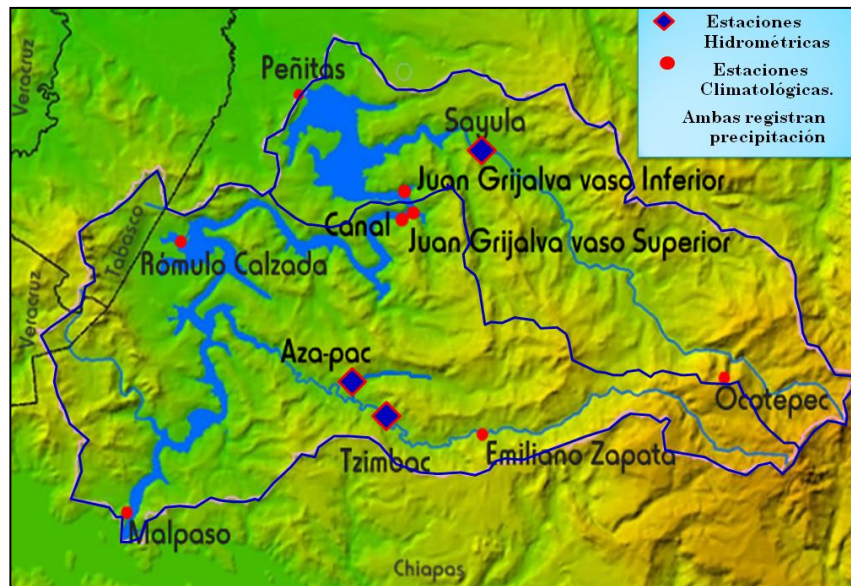 Estaciones
Hidrométricas
Estaciones
Climatológicas.
Ambas registran
precipitación
Veracruz
Peñitas
Sayula
Juan Grijalva vaso Inferior
Canal
Juan Grijalva vaso Superior
Tabasco
Rómulo Calzada
Veracruz
Aza-pac
Ocotepec
Tzimbac
Emiliano Zapata
Malpaso
Chiapas